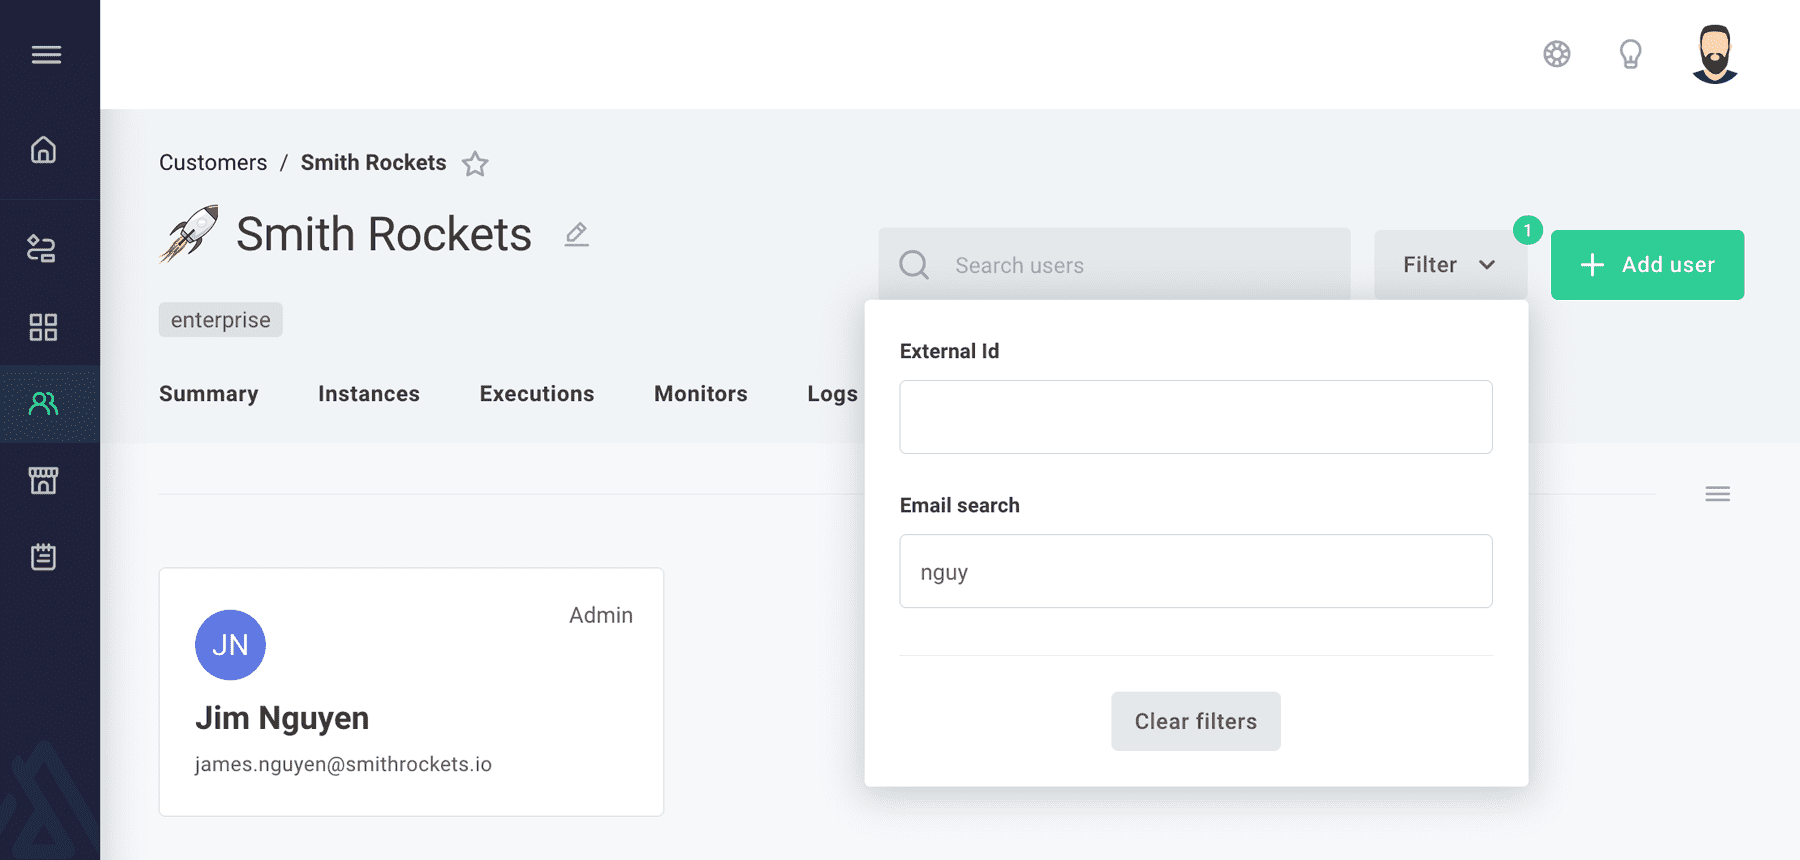 Customers / Smith Rockets
Smith Rockets
enterprise
Search users
Filter
1
Add user
Summary Instances Executions Monitors Logs
External Id
Email search
nguy
Clear filters
Admin
JN
Jim Nguyen
james.nguyen@smithrockets.io